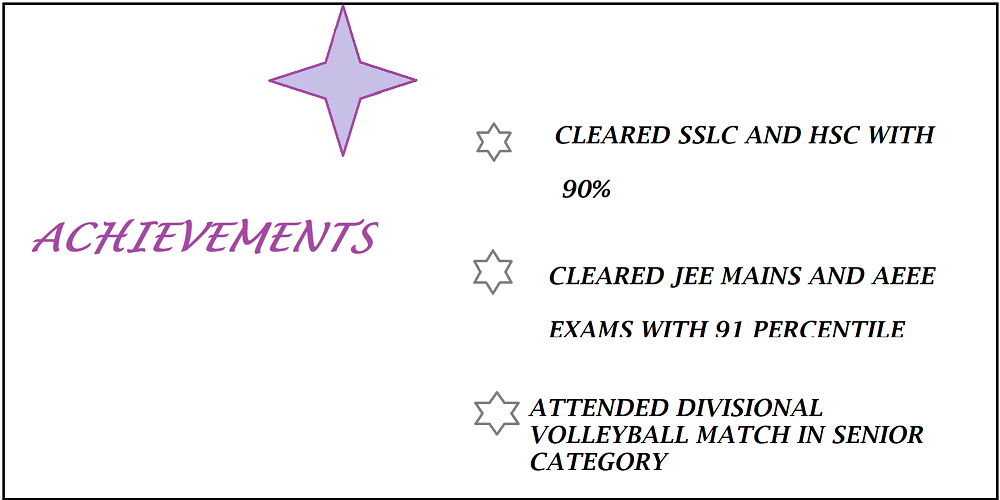 ACHIEVEMENTS
CLEARED SSLC AND HSC WITH
90%
CLEARED JEE MAINS AND AEEE
EXAMS WITH 91 PERCENTILE
ATTENDED DIVISIONAL
VOLLEYBALL MATCH IN SENIOR
CATEGORY